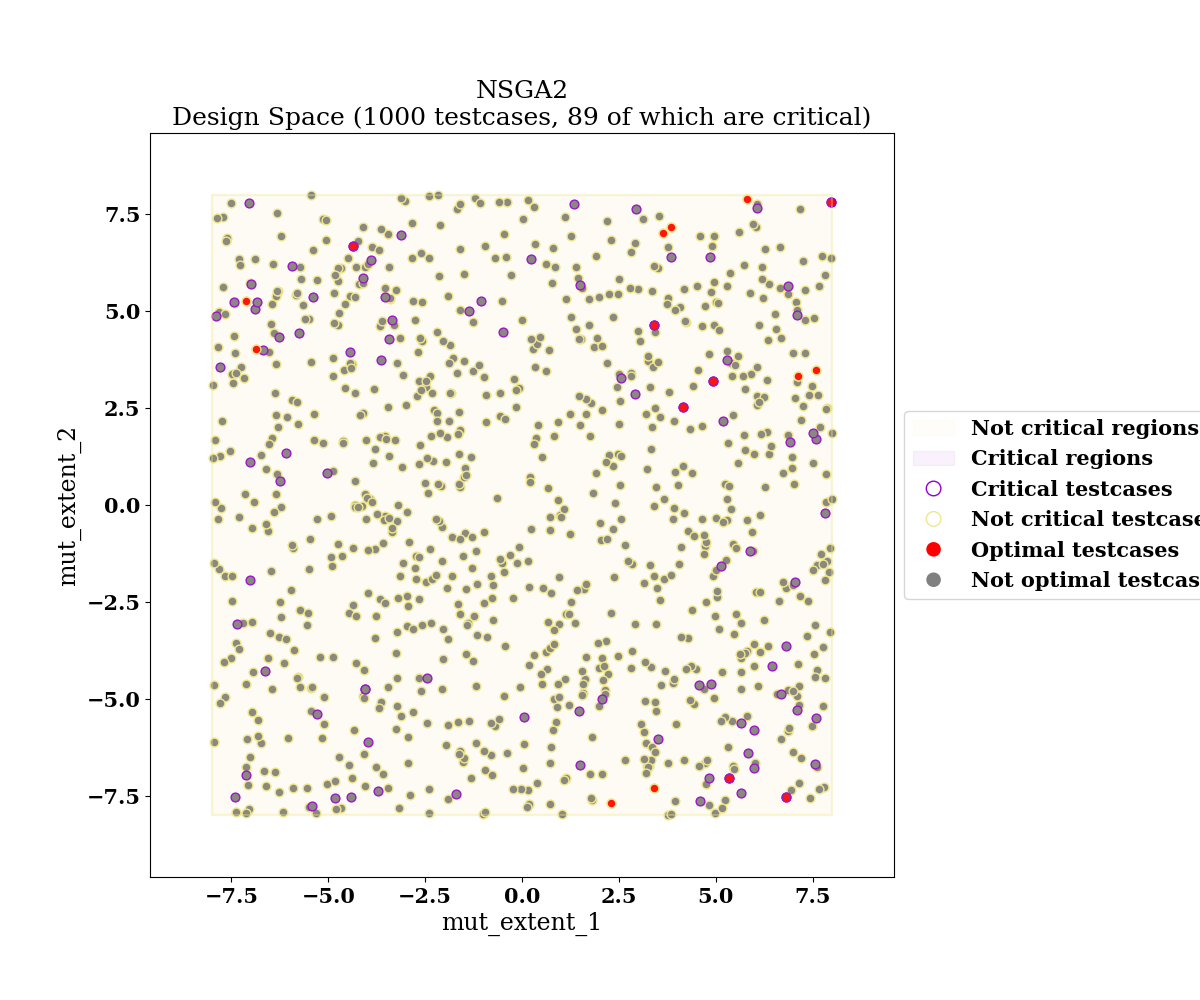 NSGA2
Design Space (1000 testcases, 89 of which are critical)
7.5
5.0
2.5
0.0
−2.5
−5.0
−7.5
mut_extent_2
−7.5 −5.0 −2.5 0.0 2.5 5.0 7.5
mut_extent_1
Not critical regions
Critical regions
Critical testcases
Not critical testcase
Optimal testcases
Not optimal testcas